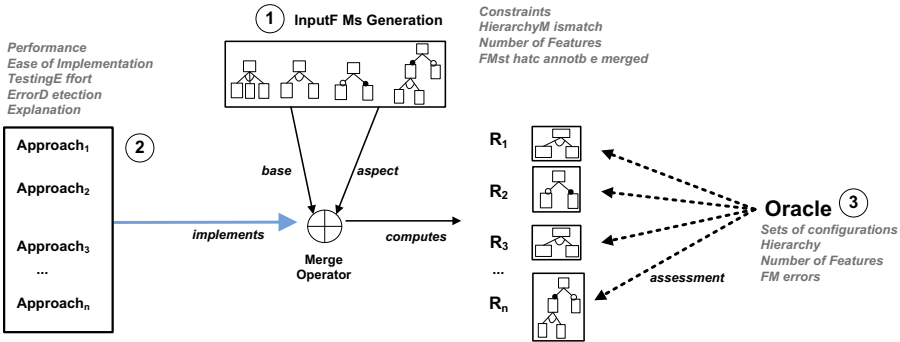 1 InputF Ms Generation
Constraints
HierarchyM ismatch
Number of Features
FMst hatc annotb e merged
Performance
Ease of Implementation
TestingE ffort
ErrorD etection
Explanation
2
Approach1
Approach2
Approach3
...
Approachn
base
aspect
implements
computes
Merge
Operator
R1
R2
R3
...
Rn
assessment
Oracle 3
Sets of configurations
Hierarchy
Number of Features
FM errors